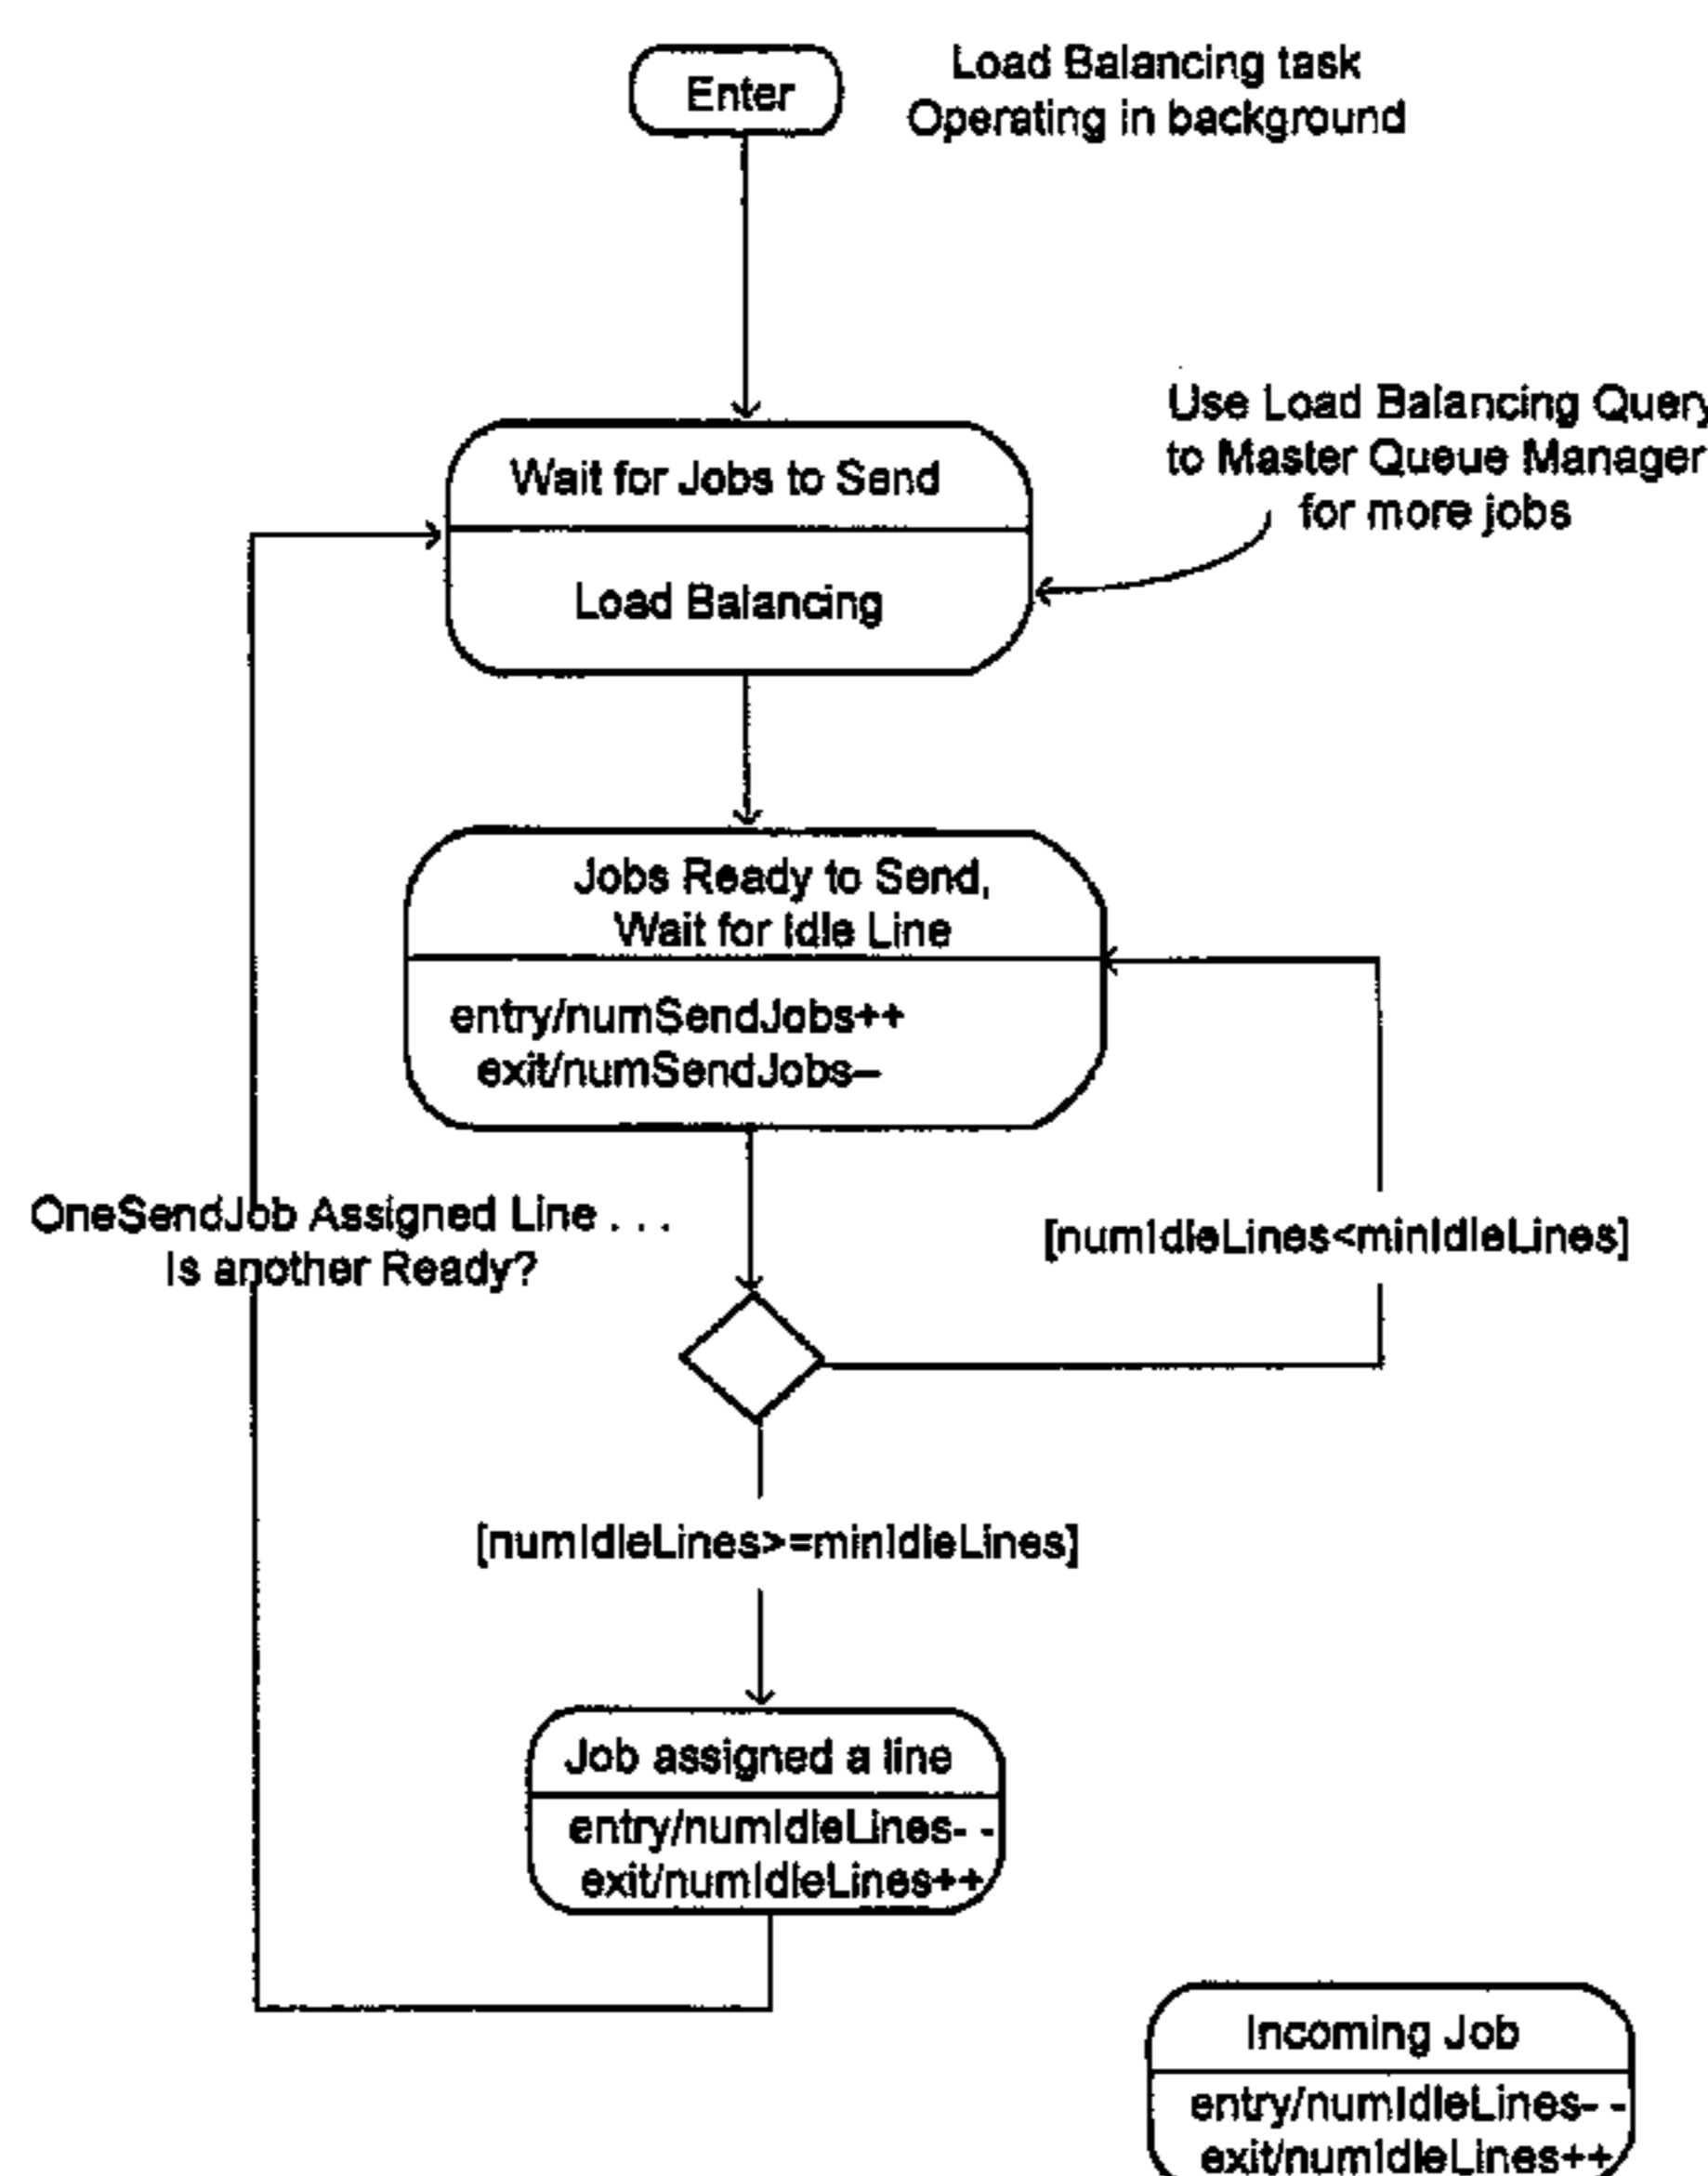 Enter
Load Balancing task
Operating in background
Use Load Balancing Query
to Master Queue Manager
for more jobs
Wait for Jobs to Send
Load Balancing
Jobs Ready to Send,
Wait for Idle Line
entry/numSendJobs++
exit/numSendJobs--
OneSendJob Assigned Line . . .
Is another Ready?
[numIdleLines<minIdleLines]
[numIdleLines>=minIdleLines]
Job assigned a line
entry/numIdleLines- -
exit/numIdleLines++
Incoming Job
entry/numIdleLines- -
exit/numIdleLines++